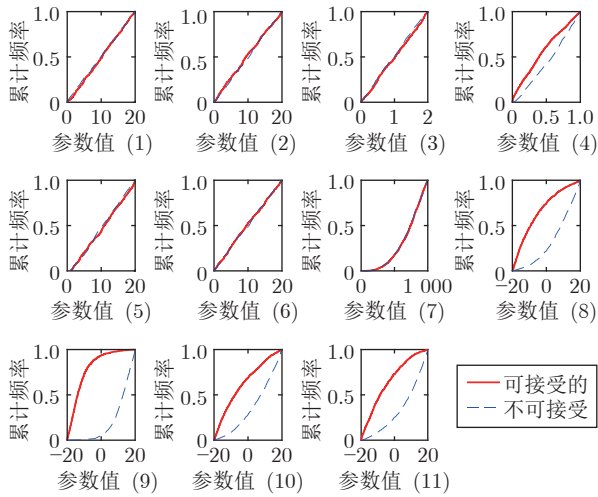 累计频率
1.0
0.5
0
0 10 20
参数值 (1)
累计频率
1.0
0.5
0
0 10 20
参数值 (2)
累计频率
1.0
0.5
0
0 1 2
参数值 (3)
累计频率
1.0
0.5
0
0 0.5 1.0
参数值 (4)
累计频率
1.0
0.5
0
0 10 20
参数值 (5)
累计频率
1.0
0.5
0
0 10 20
参数值 (6)
累计频率
1.0
0.5
0
0 1 000
参数值 (7)
累计频率
1.0
0.5
0
−20 0 20
参数值 (8)
累计频率
1.0
0.5
0
−20 0 20
参数值 (9)
累计频率
1.0
0.5
0
−20 0 20
参数值 (10)
累计频率
1.0
0.5
0
−20 0 20
参数值 (11)
可接受的
不可接受